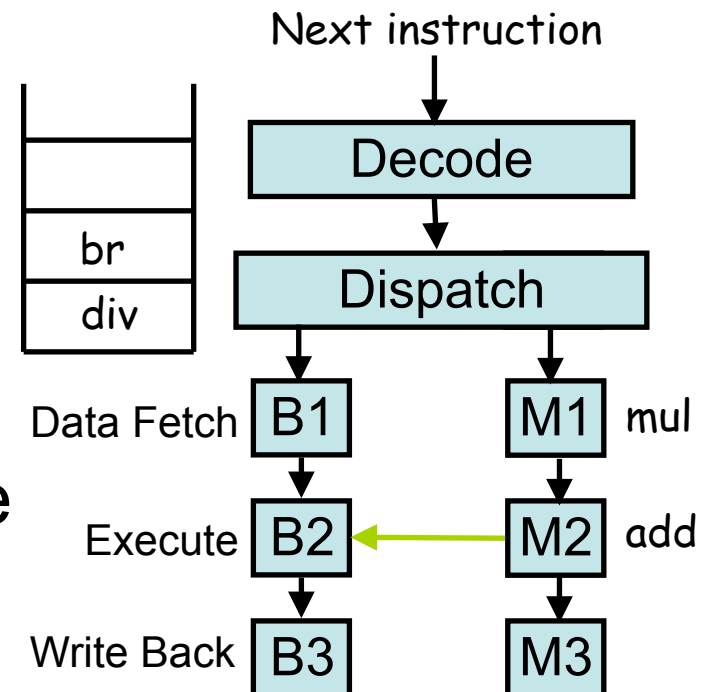 Next instruction
Decode
br
Dispatch
div
Data Fetch B1 M1 mul
e
Execute B2 M2 add
Write Back B3 M3